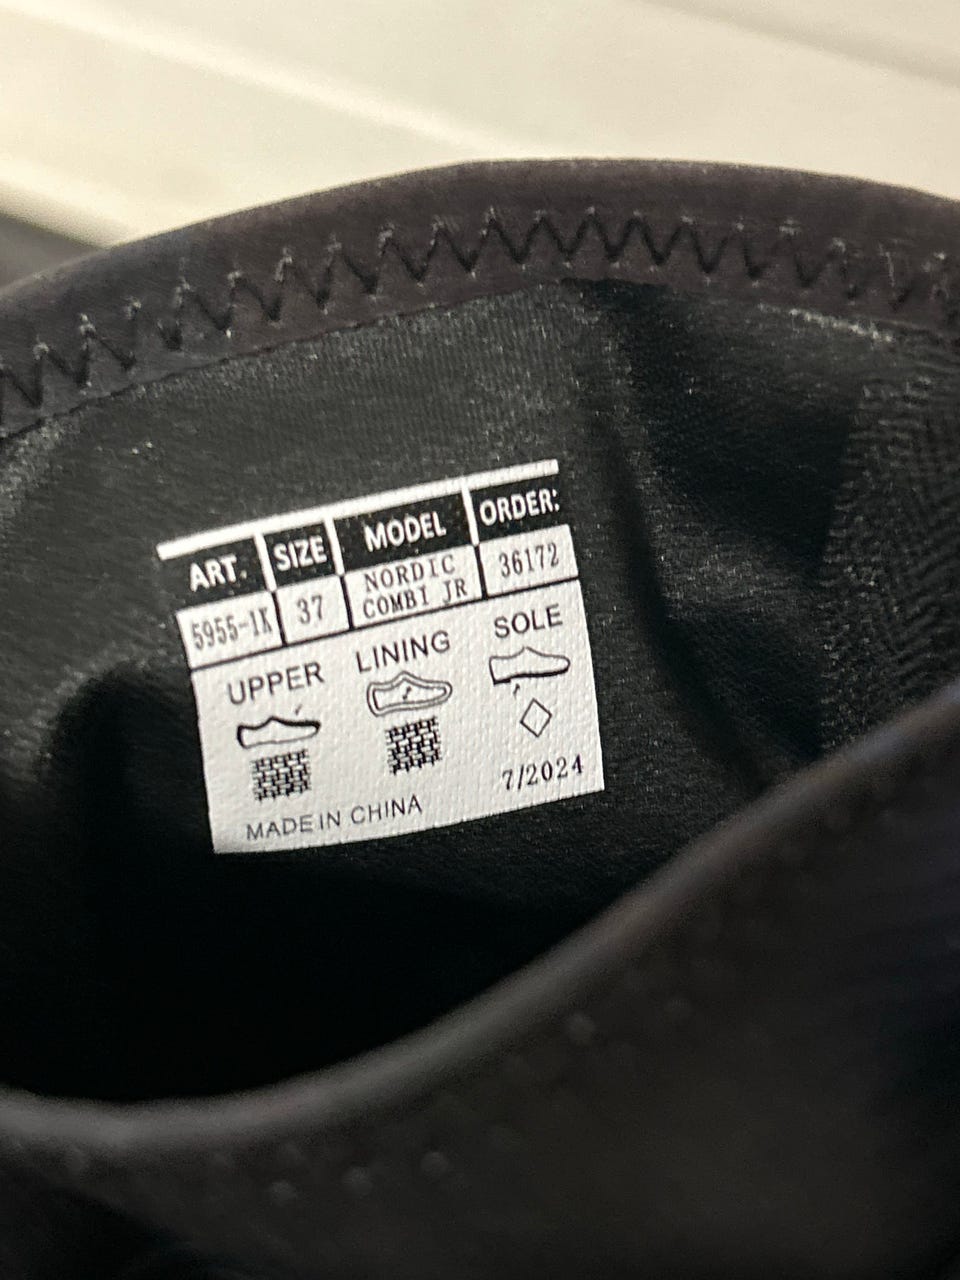 ART. SIZE MODEL ORDER:
5955-1K 37 NORDIC COMBI JR 36172
UPPER LINING SOLE
7/2024
MADE IN CHINA